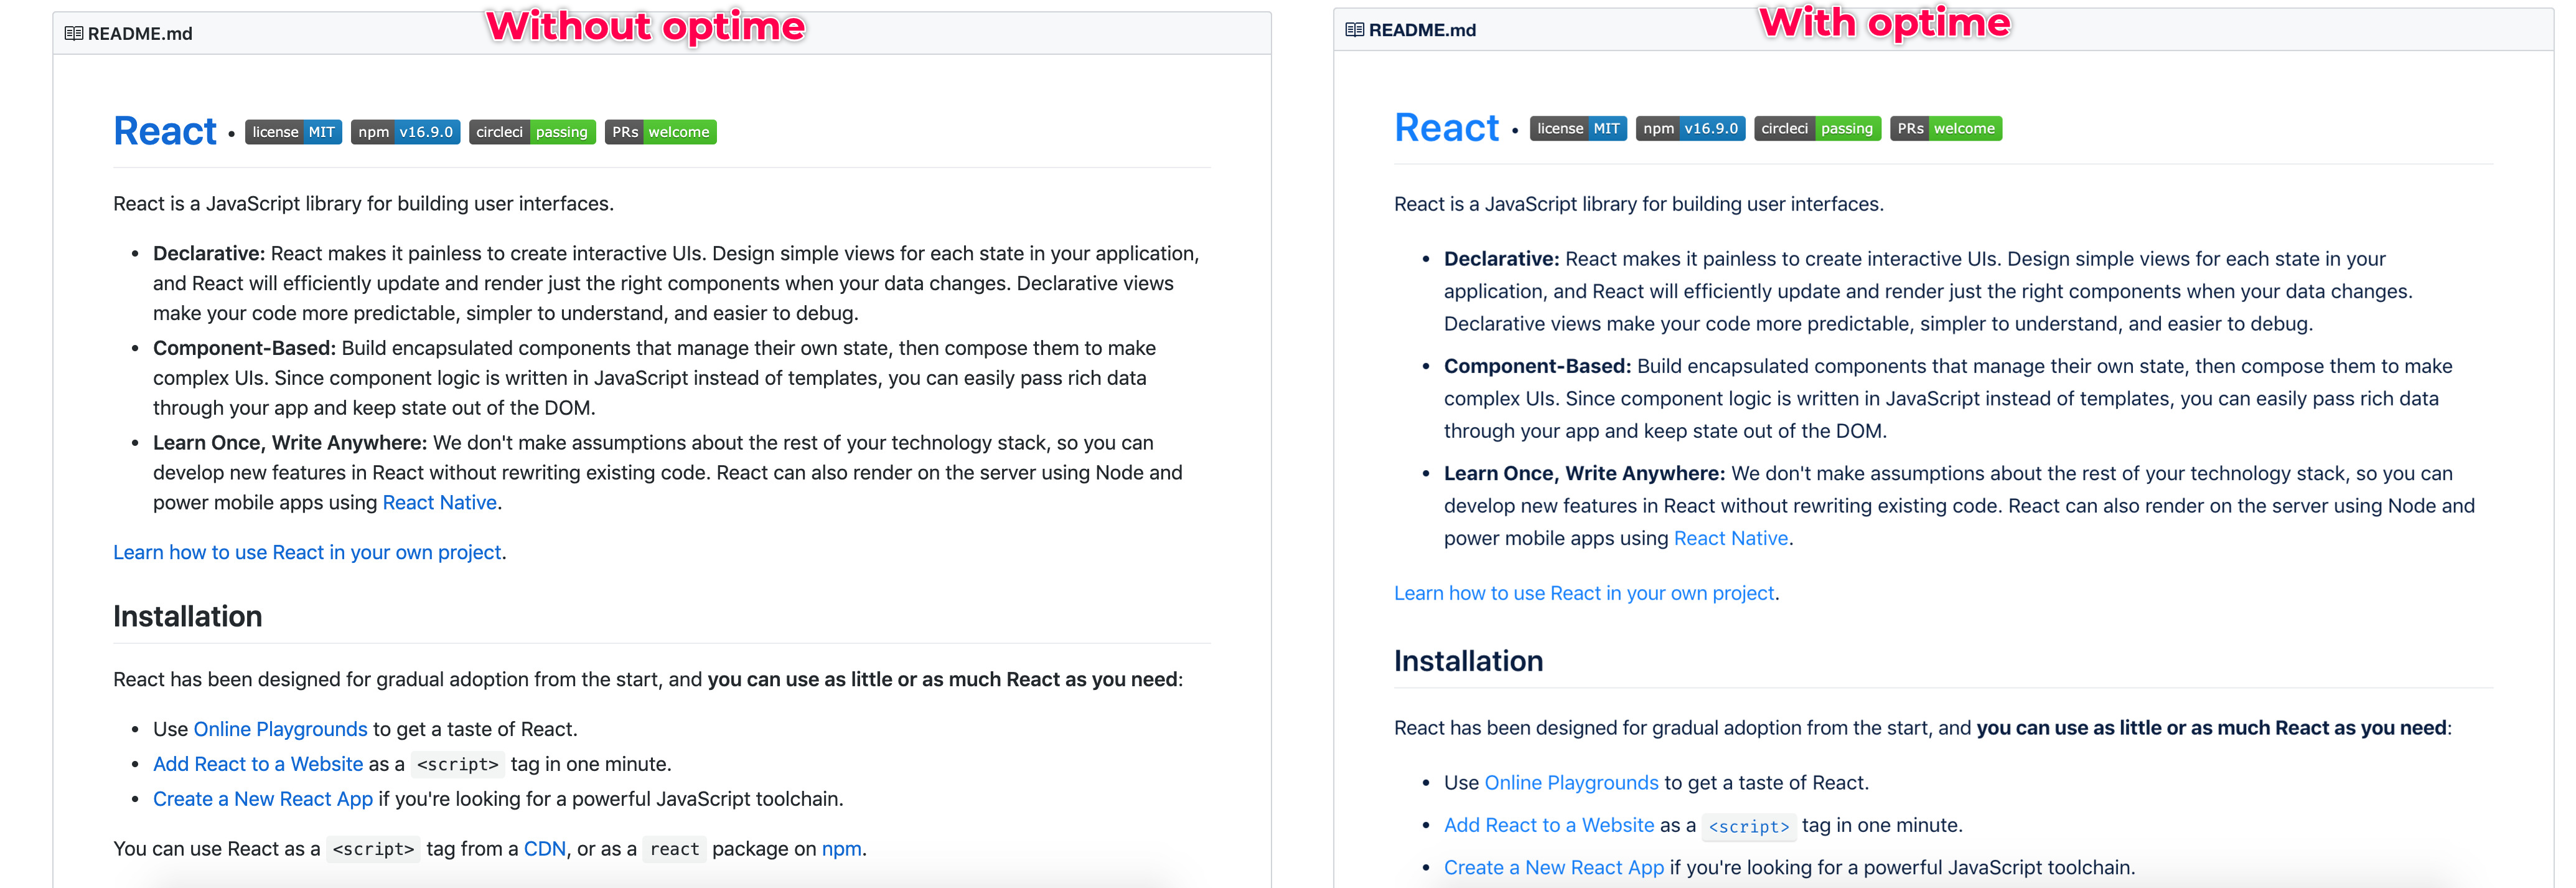 Without optime
README.md
React • license MIT npm v16.9.0 circleci passing PRs welcome
React is a JavaScript library for building user interfaces.
• Declarative: React makes it painless to create interactive UIs. Design simple views for each state in your application,
and React will efficiently update and render just the right components when your data changes. Declarative views
make your code more predictable, simpler to understand, and easier to debug.
• Component-Based: Build encapsulated components that manage their own state, then compose them to make
complex UIs. Since component logic is written in JavaScript instead of templates, you can easily pass rich data
through your app and keep state out of the DOM.
• Learn Once, Write Anywhere: We don't make assumptions about the rest of your technology stack, so you can
develop new features in React without rewriting existing code. React can also render on the server using Node and
power mobile apps using React Native.
Learn how to use React in your own project.
Installation
React has been designed for gradual adoption from the start, and you can use as little or as much React as you need:
• Use Online Playgrounds to get a taste of React.
• Add React to a Website as a <script> tag in one minute.
• Create a New React App if you're looking for a powerful JavaScript toolchain.
You can use React as a <script> tag from a CDN, or as a react package on npm.
With optime
README.md
React • license MIT npm v16.9.0 circleci passing PRs welcome
React is a JavaScript library for building user interfaces.
• Declarative: React makes it painless to create interactive UIs. Design simple views for each state in your
application, and React will efficiently update and render just the right components when your data changes.
Declarative views make your code more predictable, simpler to understand, and easier to debug.
• Component-Based: Build encapsulated components that manage their own state, then compose them to make
complex UIs. Since component logic is written in JavaScript instead of templates, you can easily pass rich data
through your app and keep state out of the DOM.
• Learn Once, Write Anywhere: We don't make assumptions about the rest of your technology stack, so you can
develop new features in React without rewriting existing code. React can also render on the server using Node and
power mobile apps using React Native.
Learn how to use React in your own project.
Installation
React has been designed for gradual adoption from the start, and you can use as little or as much React as you need:
• Use Online Playgrounds to get a taste of React.
• Add React to a Website as a <script> tag in one minute.
• Create a New React App if you're looking for a powerful JavaScript toolchain.